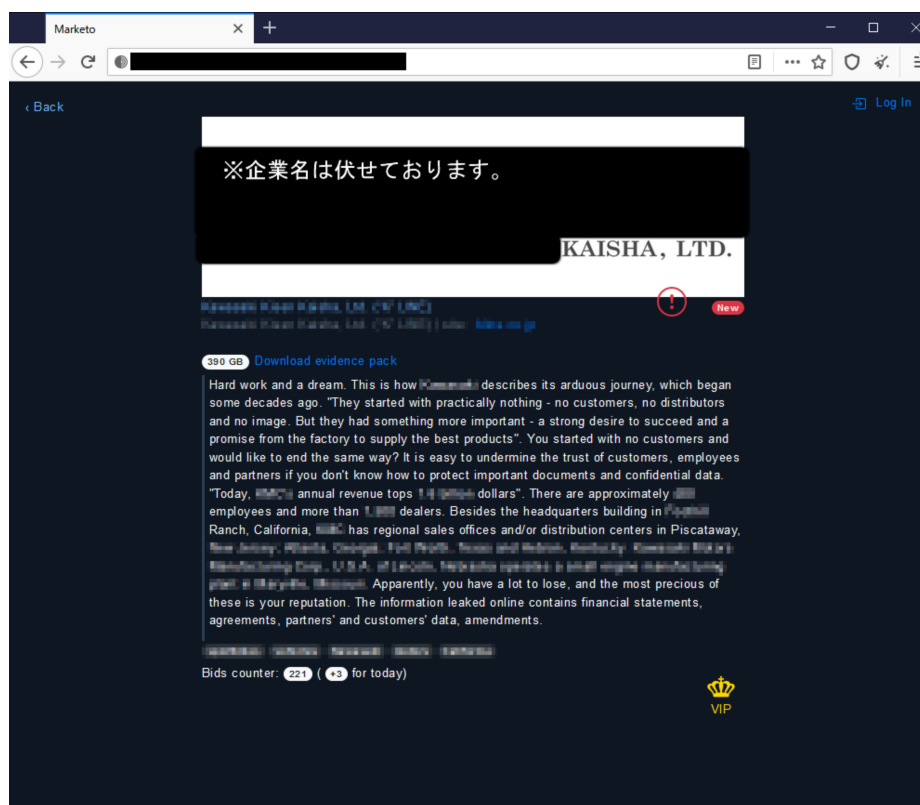 Marketo
‹ Back
Log In
※企業名は伏せております。
KAISHA, LTD.
New
390 GB Download evidence pack
Hard work and a dream. This is how describes its arduous journey, which began
some decades ago. "They started with practically nothing - no customers, no distributors
and no image. But they had something more important - a strong desire to succeed and a
promise from the factory to supply the best products". You started with no customers and
would like to end the same way? It is easy to undermine the trust of customers, employees
and partners if you don't know how to protect important documents and confidential data.
"Today, annual revenue tops dollars". There are approximately
employees and more than dealers. Besides the headquarters building in
Ranch, California, has regional sales offices and/or distribution centers in Piscataway,
Apparently, you have a lot to lose, and the most precious of
these is your reputation. The information leaked online contains financial statements,
agreements, partners' and customers' data, amendments.
Bids counter: 221 ( +3 for today)
VIP